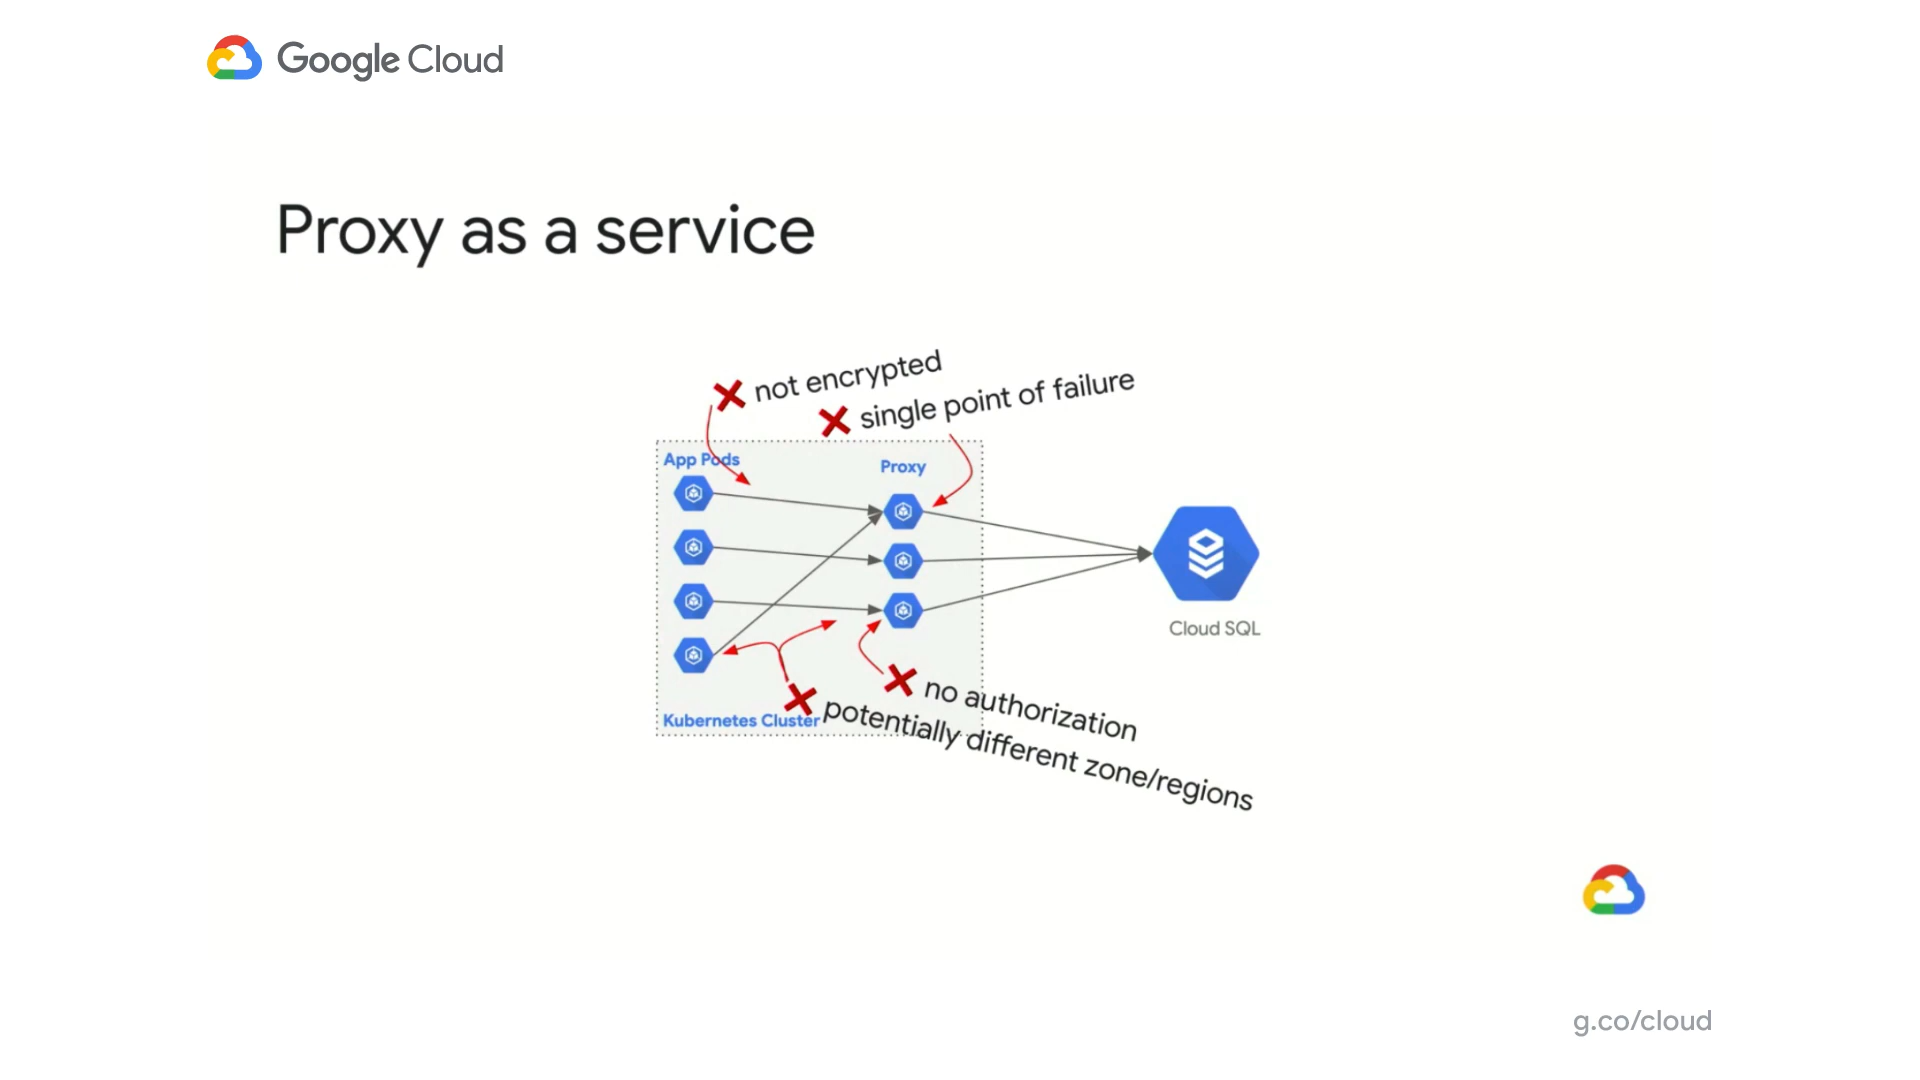 Google Cloud
Proxy as a service
not encrypted
single point of failure
App Pods
Proxy
Cloud SQL
no authorization
Kubernetes Cluster
potentially different zone/regions
g.co/cloud